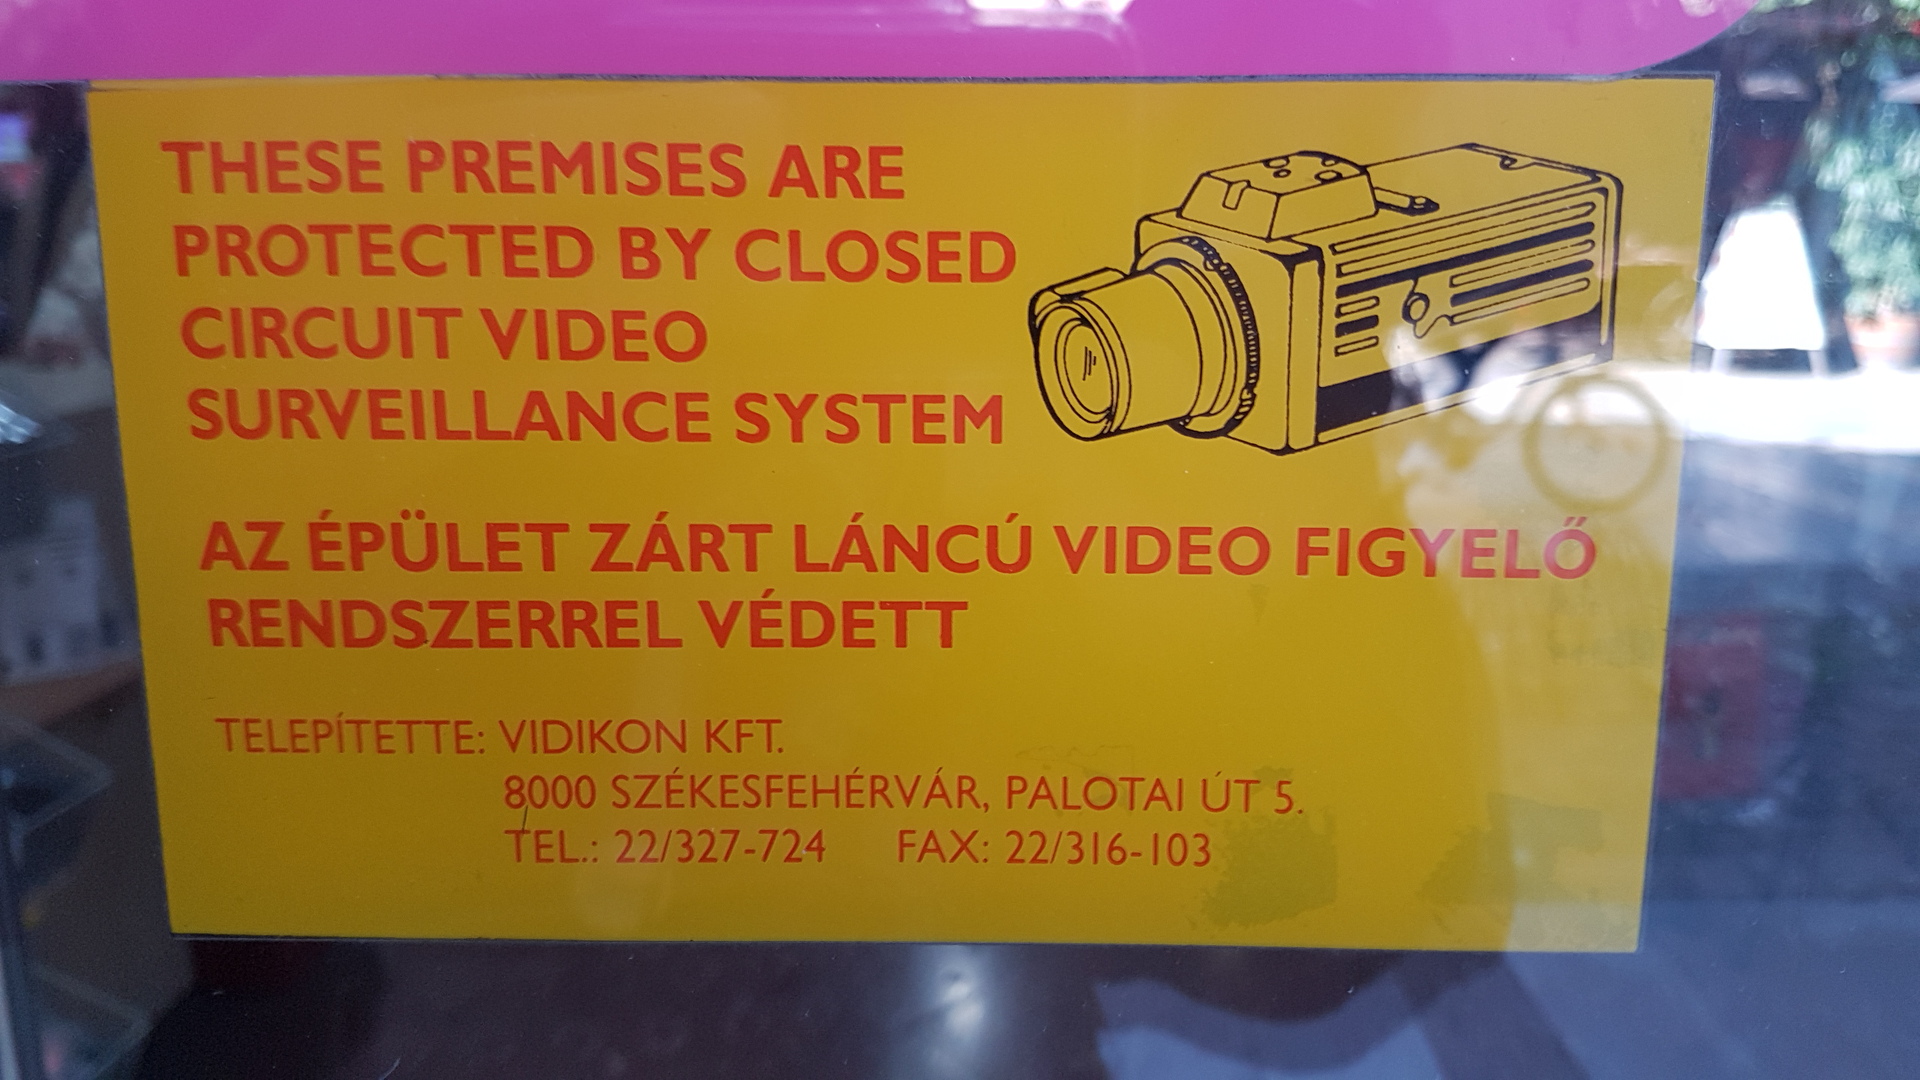 THESE PREMISES ARE
PROTECTED BY CLOSED
CIRCUIT VIDEO
SURVEILLANCE SYSTEM
AZ ÉPÜLET ZÁRT LÁNCÚ VIDEO FIGYELŐ
RENDSZERREL VÉDETT
TELEPÍTETTE: VIDIKON KFT.
8000 SZÉKESFEHÉRVÁR, PALOTAI ÚT 5.
TEL.: 22/327-724 FAX: 22/316-103